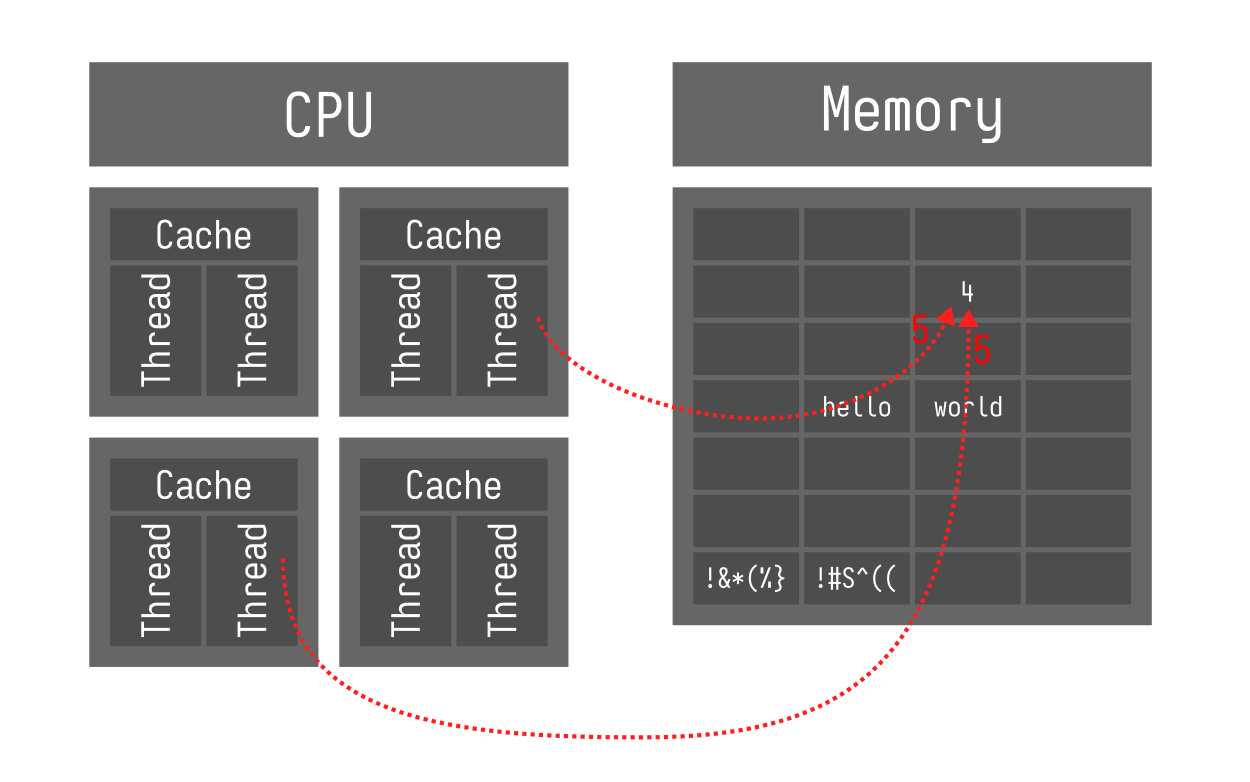 CPU
Memory
Cache
Thread
Thread
Cache
Thread
Thread
Cache
Thread
Thread
Cache
Thread
Thread
4
5
5
hello
world
!&*(%}
!#S^((